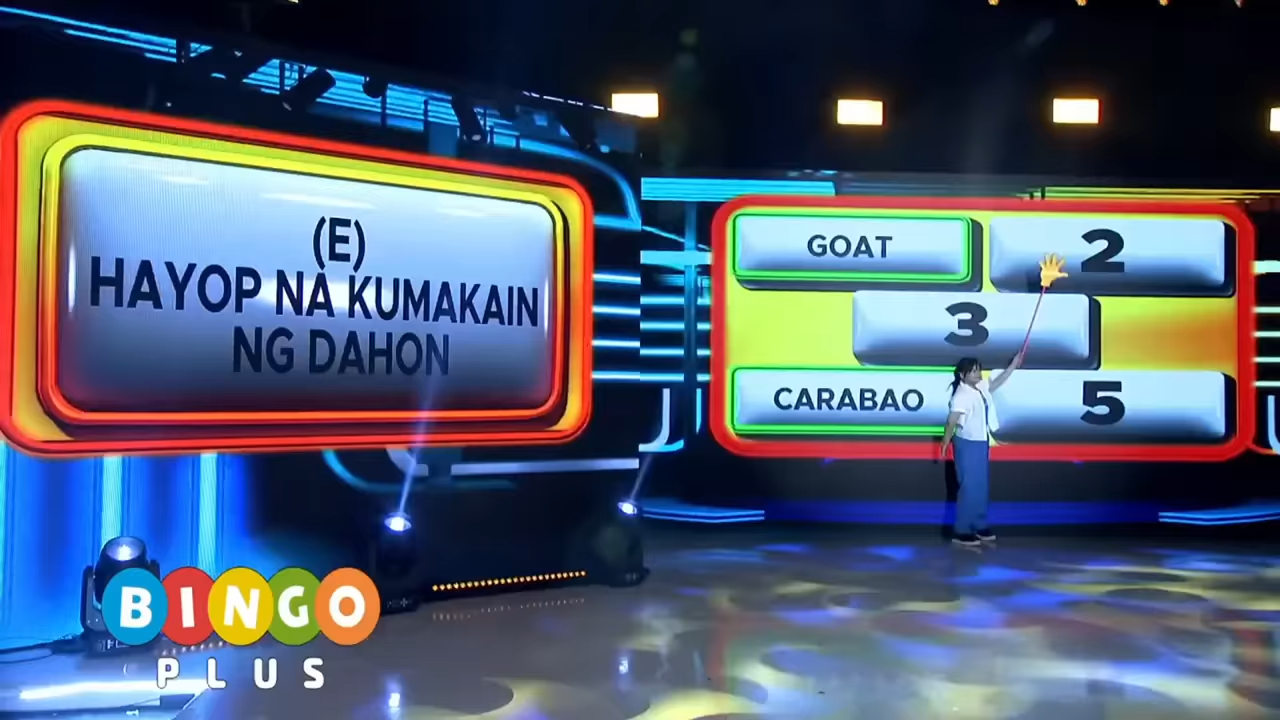 (E)
HAYOP NA KUMAKAIN
NG DAHON
GOAT
2
3
CARABAO
5
BINGO
PLUS